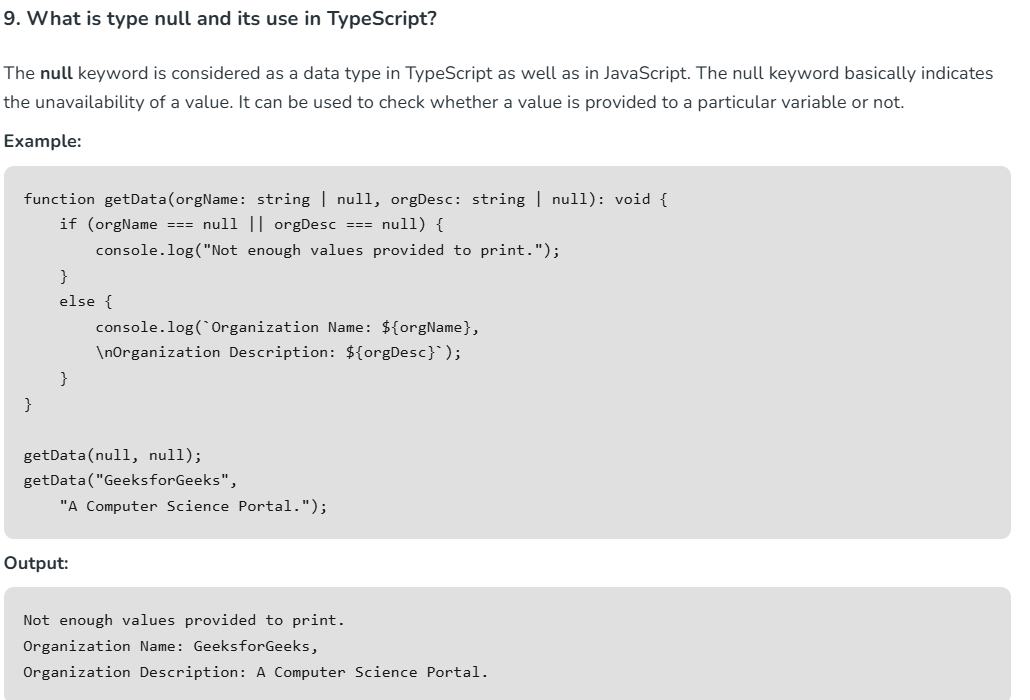 9. What is type null and its use in TypeScript?
The null keyword is considered as a data type in TypeScript as well as in JavaScript. The null keyword basically indicates
the unavailability of a value. It can be used to check whether a value is provided to a particular variable or not.
Example:
function getData(orgName: string | null, orgDesc: string | null): void {
    if (orgName === null || orgDesc === null) {
        console.log("Not enough values provided to print.");
    }
    else {
        console.log(`Organization Name: ${orgName},
        \nOrganization Description: ${orgDesc}`);
    }
}
getData(null, null);
getData("GeeksforGeeks",
    "A Computer Science Portal.");
Output:
Not enough values provided to print.
Organization Name: GeeksforGeeks,
Organization Description: A Computer Science Portal.